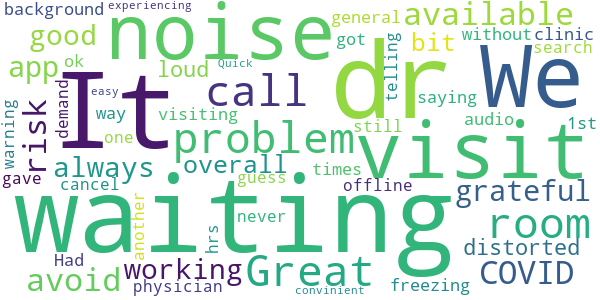 background experiencing
noise dr general available We
good got bit without clinic
app ok loud Quick telling search
It call
demand easy way visiting saying
warning risk one problem still audio 1st
always overall times visit grateful
gave cancel guess offline
waiting never room
another hrs distorted
Had working Great COVID
avoid physician convinient freezing